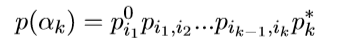 p(α_k) = p^0_{i_1} p_{i_1,i_2} ... p_{i_{k-1},i_k} p^*_k